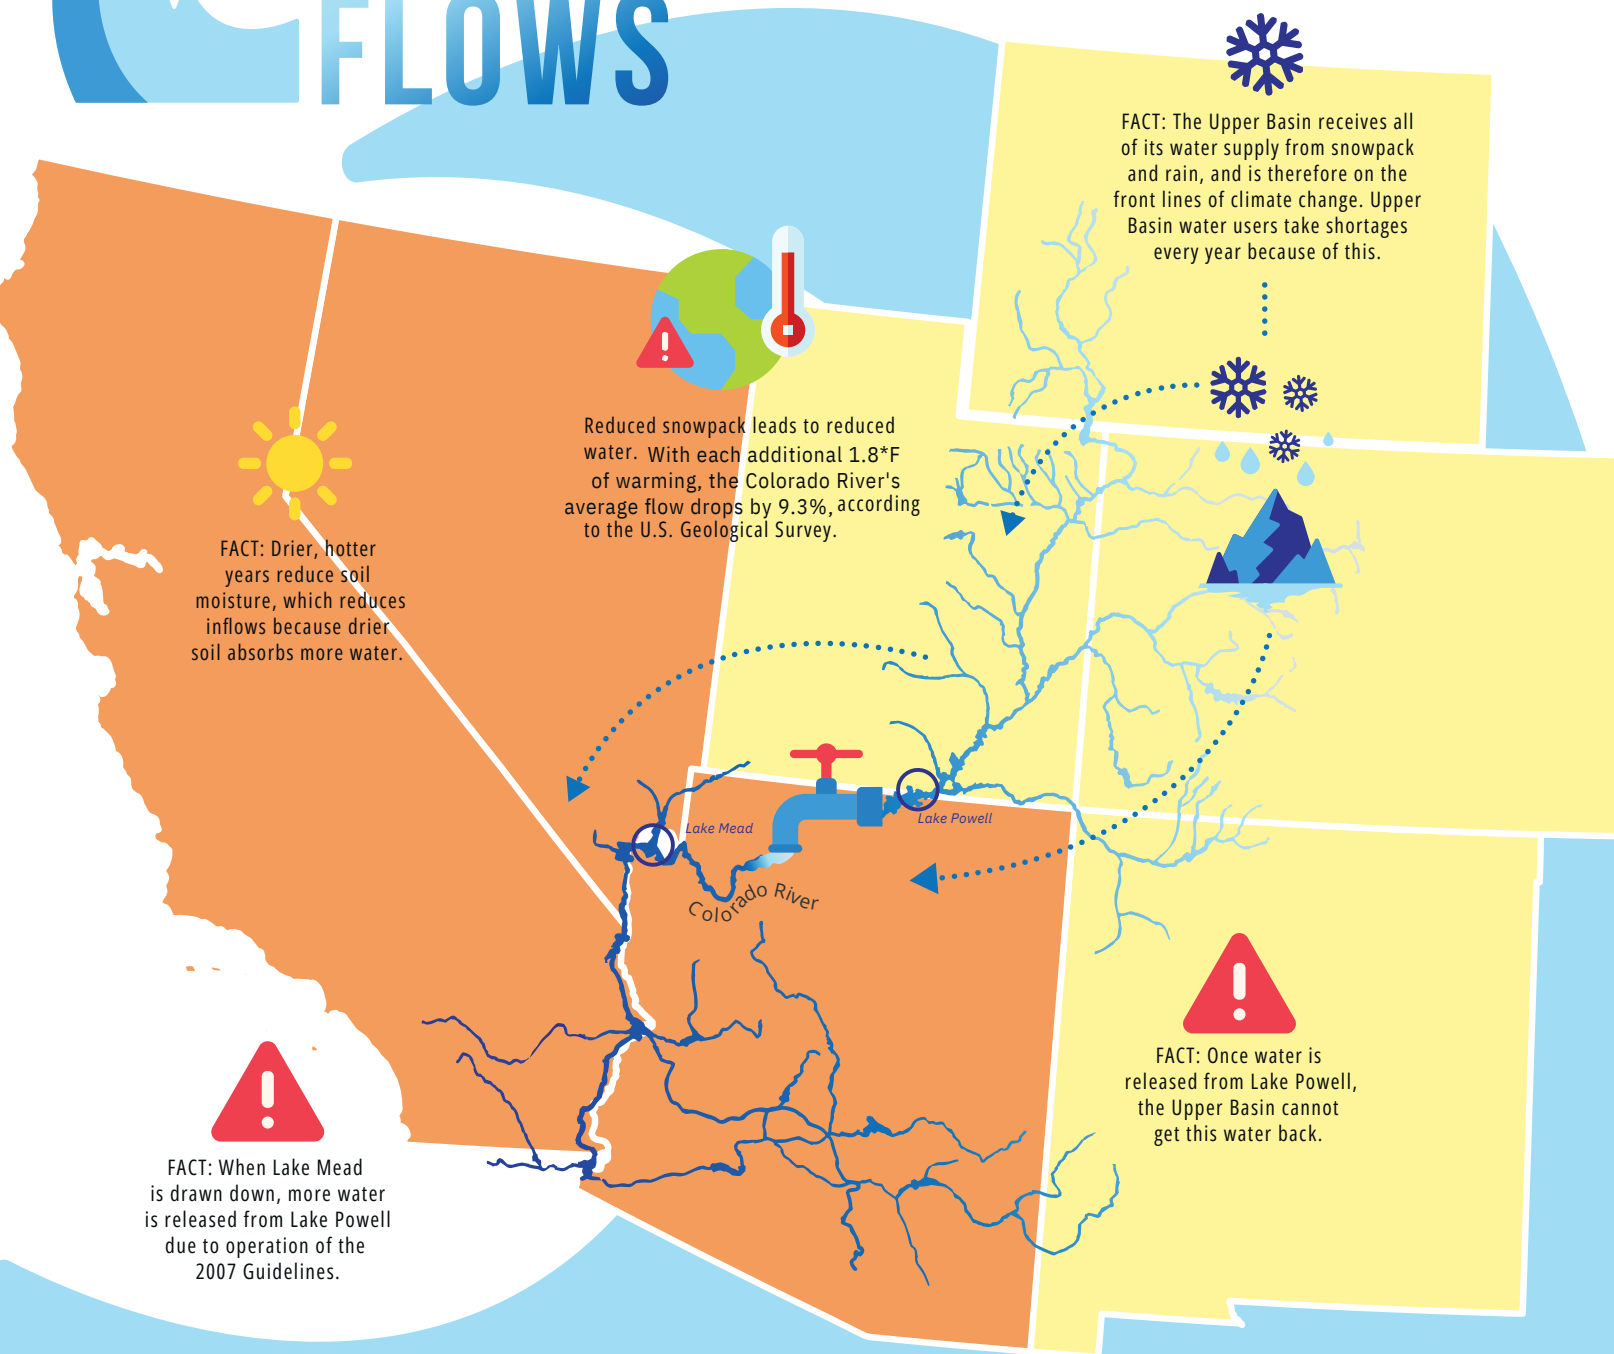 FLOWS
FACT: The Upper Basin receives all
of its water supply from snowpack
and rain, and is therefore on the
front lines of climate change. Upper
Basin water users take shortages
every year because of this.
Reduced snowpack leads to reduced
water. With each additional 1.8*F
of warming, the Colorado River's
average flow drops by 9.3%, according
to the U.S. Geological Survey.
FACT: Drier, hotter
years reduce soil
moisture, which reduces
inflows because drier
soil absorbs more water.
Lake Mead
Lake Powell
Colorado River
FACT: Once water is
released from Lake Powell,
the Upper Basin cannot
get this water back.
FACT: When Lake Mead
is drawn down, more water
is released from Lake Powell
due to operation of the
2007 Guidelines.